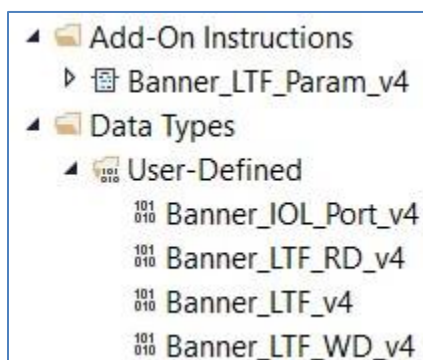 Add-On Instructions
Banner_LTF_Param_v4
Data Types
User-Defined
Banner_IOL_Port_v4
Banner_LTF_RD_v4
Banner_LTF_v4
Banner_LTF_WD_v4